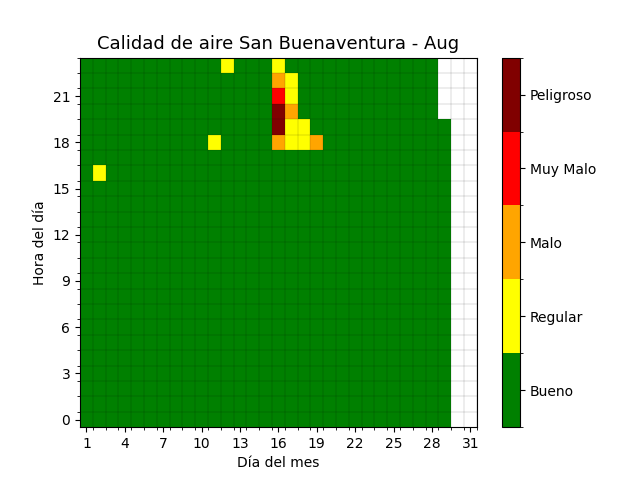 Calidad de aire San Buenaventura - Aug
Hora del día
21
18
15
12
9
6
3
0
1 4 7 10 13 16 19 22 25 28 31
Día del mes
Peligroso
Muy Malo
Malo
Regular
Bueno